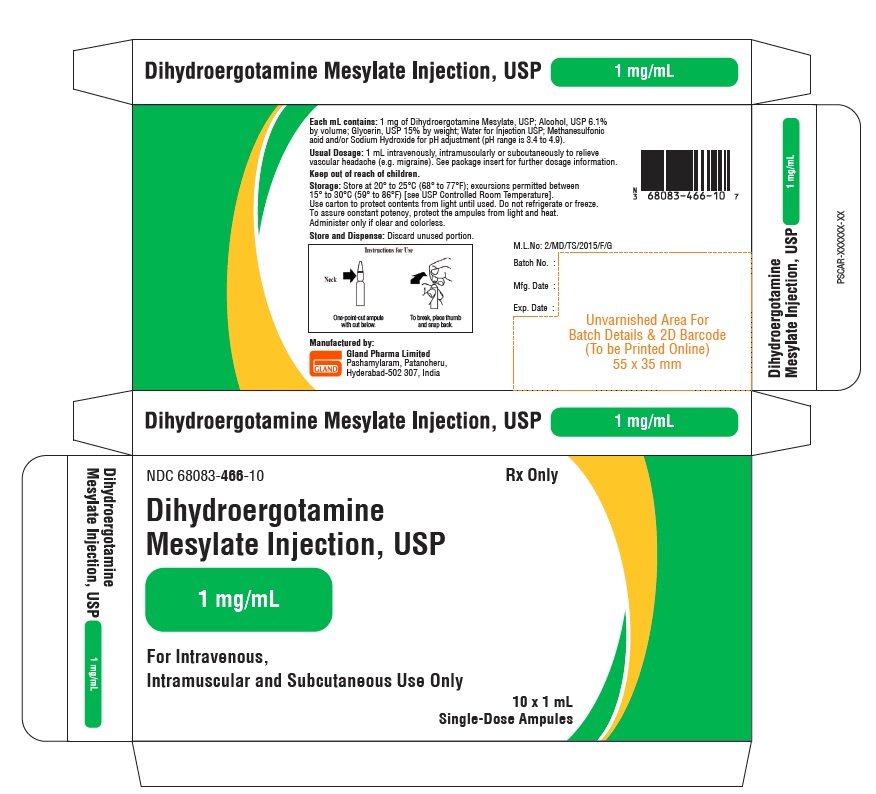 Dihydroergotamine Mesylate Injection, USP 1 mg/mL
Each mL contains: 1 mg of Dihydroergotamine Mesylate, USP; Alcohol, USP 6.1%
by volume; Glycerin, USP 15% by weight; Water for Injection USP; Methanesulfonic
acid and/or Sodium Hydroxide for pH adjustment (pH range is 3.4 to 4.9).
Usual Dosage: 1 mL intravenously, intramuscularly or subcutaneously to relieve
vascular headache (e.g. migraine). See package insert for further dosage information.
Keep out of reach of children.
Storage: Store at 20° to 25°C (68° to 77°F); excursions permitted between
15° to 30°C (59° to 86°F) [see USP Controlled Room Temperature].
Use carton to protect contents from light until used. Do not refrigerate or freeze.
To assure constant potency, protect the ampules from light and heat.
Administer only if clear and colorless.
Store and Dispense: Discard unused portion.
Instructions for Use
Neck
One-point-cut ampule
with cut below.
To break, place thumb
and snap back.
Manufactured by:
GLAND
Gland Pharma Limited
Pashamylaram, Patancheru,
Hyderabad-502 307, India
N
3 68083-466-10 7
M.L.No: 2/MD/TS/2015/F/G
Batch No. :
Mfg. Date :
Exp. Date :
Unvarnished Area For
Batch Details & 2D Barcode
(To be Printed Online)
55 x 35 mm
Dihydroergotamine
Mesylate Injection, USP
1 mg/mL
PSCAR-XXXXXX-XX
Dihydroergotamine Mesylate Injection, USP 1 mg/mL
Dihydroergotamine
Mesylate Injection, USP
1 mg/mL
NDC 68083-466-10
Rx Only
Dihydroergotamine
Mesylate Injection, USP
1 mg/mL
For Intravenous,
Intramuscular and Subcutaneous Use Only
10 x 1 mL
Single-Dose Ampules